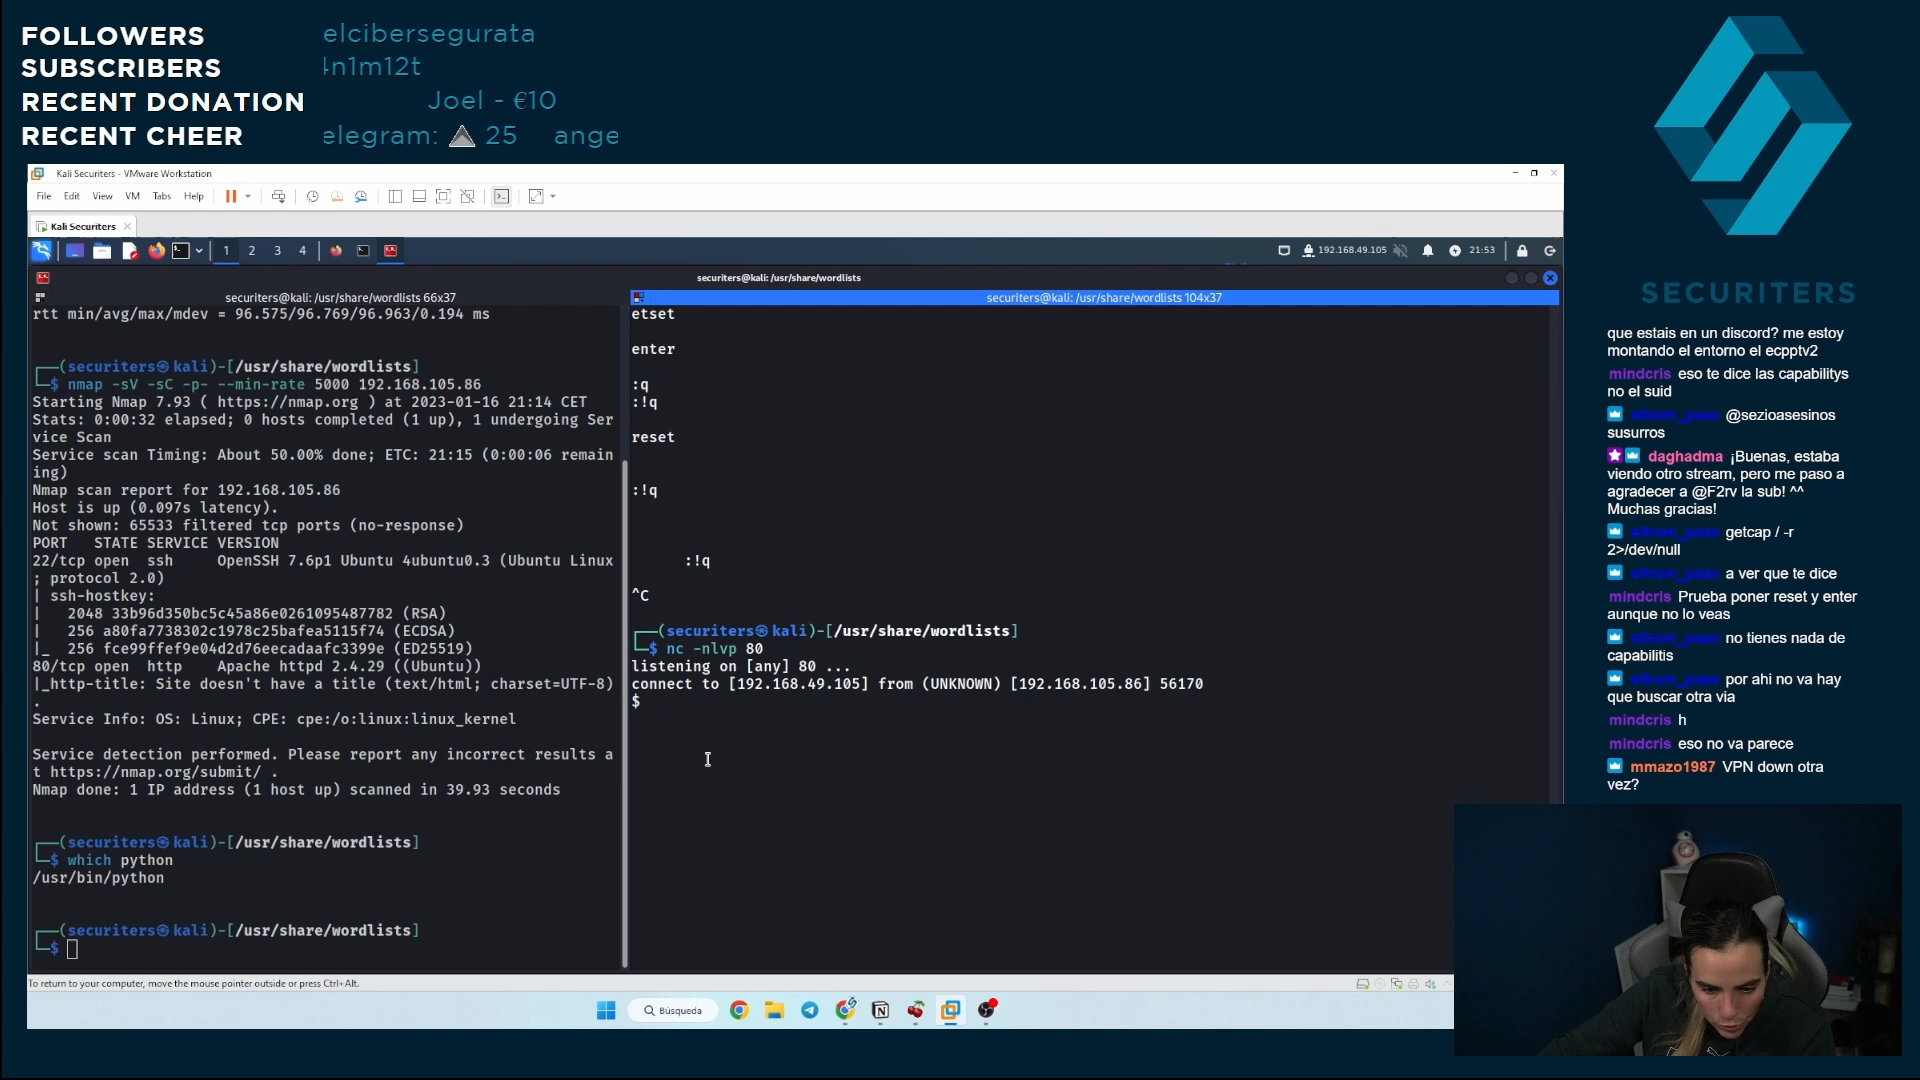 FOLLOWERS
elcibersegurata
SUBSCRIBERS
4n1m12t
RECENT DONATION
Joel - €10
RECENT CHEER
elegram: 25 ange
Kali Securiters - VMware Workstation
File Edit View VM Tabs Help
Kali Securiters
1 2 3 4
192.168.49.105
21:53
securiters@kali: /usr/share/wordlists
securiters@kali: /usr/share/wordlists 66x37
rtt min/avg/max/mdev = 96.575/96.769/96.963/0.194 ms
┌──(securiters㉿kali)-[/usr/share/wordlists]
└─$ nmap -sV -sC -p- --min-rate 5000 192.168.105.86
Starting Nmap 7.93 ( https://nmap.org ) at 2023-01-16 21:14 CET
Stats: 0:00:32 elapsed; 0 hosts completed (1 up), 1 undergoing Ser
vice Scan
Service scan Timing: About 50.00% done; ETC: 21:15 (0:00:06 remain
ing)
Nmap scan report for 192.168.105.86
Host is up (0.097s latency).
Not shown: 65533 filtered tcp ports (no-response)
PORT   STATE SERVICE VERSION
22/tcp open  ssh     OpenSSH 7.6p1 Ubuntu 4ubuntu0.3 (Ubuntu Linux
; protocol 2.0)
| ssh-hostkey:
|   2048 33b96d350bc5c45a86e0261095487782 (RSA)
|   256 a80fa7738302c1978c25bafea5115f74 (ECDSA)
|_  256 fce99ffef9e04d2d76eecadaafc3399e (ED25519)
80/tcp open  http    Apache httpd 2.4.29 ((Ubuntu))
|_http-title: Site doesn't have a title (text/html; charset=UTF-8)
.
Service Info: OS: Linux; CPE: cpe:/o:linux:linux_kernel
Service detection performed. Please report any incorrect results a
t https://nmap.org/submit/ .
Nmap done: 1 IP address (1 host up) scanned in 39.93 seconds
┌──(securiters㉿kali)-[/usr/share/wordlists]
└─$ which python
/usr/bin/python
┌──(securiters㉿kali)-[/usr/share/wordlists]
└─$
securiters@kali: /usr/share/wordlists 104x37
etset
enter
:q
:!q
reset
:!q
:!q
^C
┌──(securiters㉿kali)-[/usr/share/wordlists]
└─$ nc -nlvp 80
listening on [any] 80 ...
connect to [192.168.49.105] from (UNKNOWN) [192.168.105.86] 56170
$
To return to your computer, move the mouse pointer outside or press Ctrl+Alt.
Búsqueda
SECURITERS
que estais en un discord? me estoy
montando el entorno el ecpptv2
mindcris eso te dice las capabilitys
no el suid
@sezioasesinos
susurros
daghadma ¡Buenas, estaba
viendo otro stream, pero me paso a
agradecer a @F2rv la sub! ^^
Muchas gracias!
getcap / -r
2>/dev/null
a ver que te dice
mindcris Prueba poner reset y enter
aunque no lo veas
no tienes nada de
capabilitis
por ahi no va hay
que buscar otra via
mindcris h
mindcris eso no va parece
mmazo1987 VPN down otra
vez?